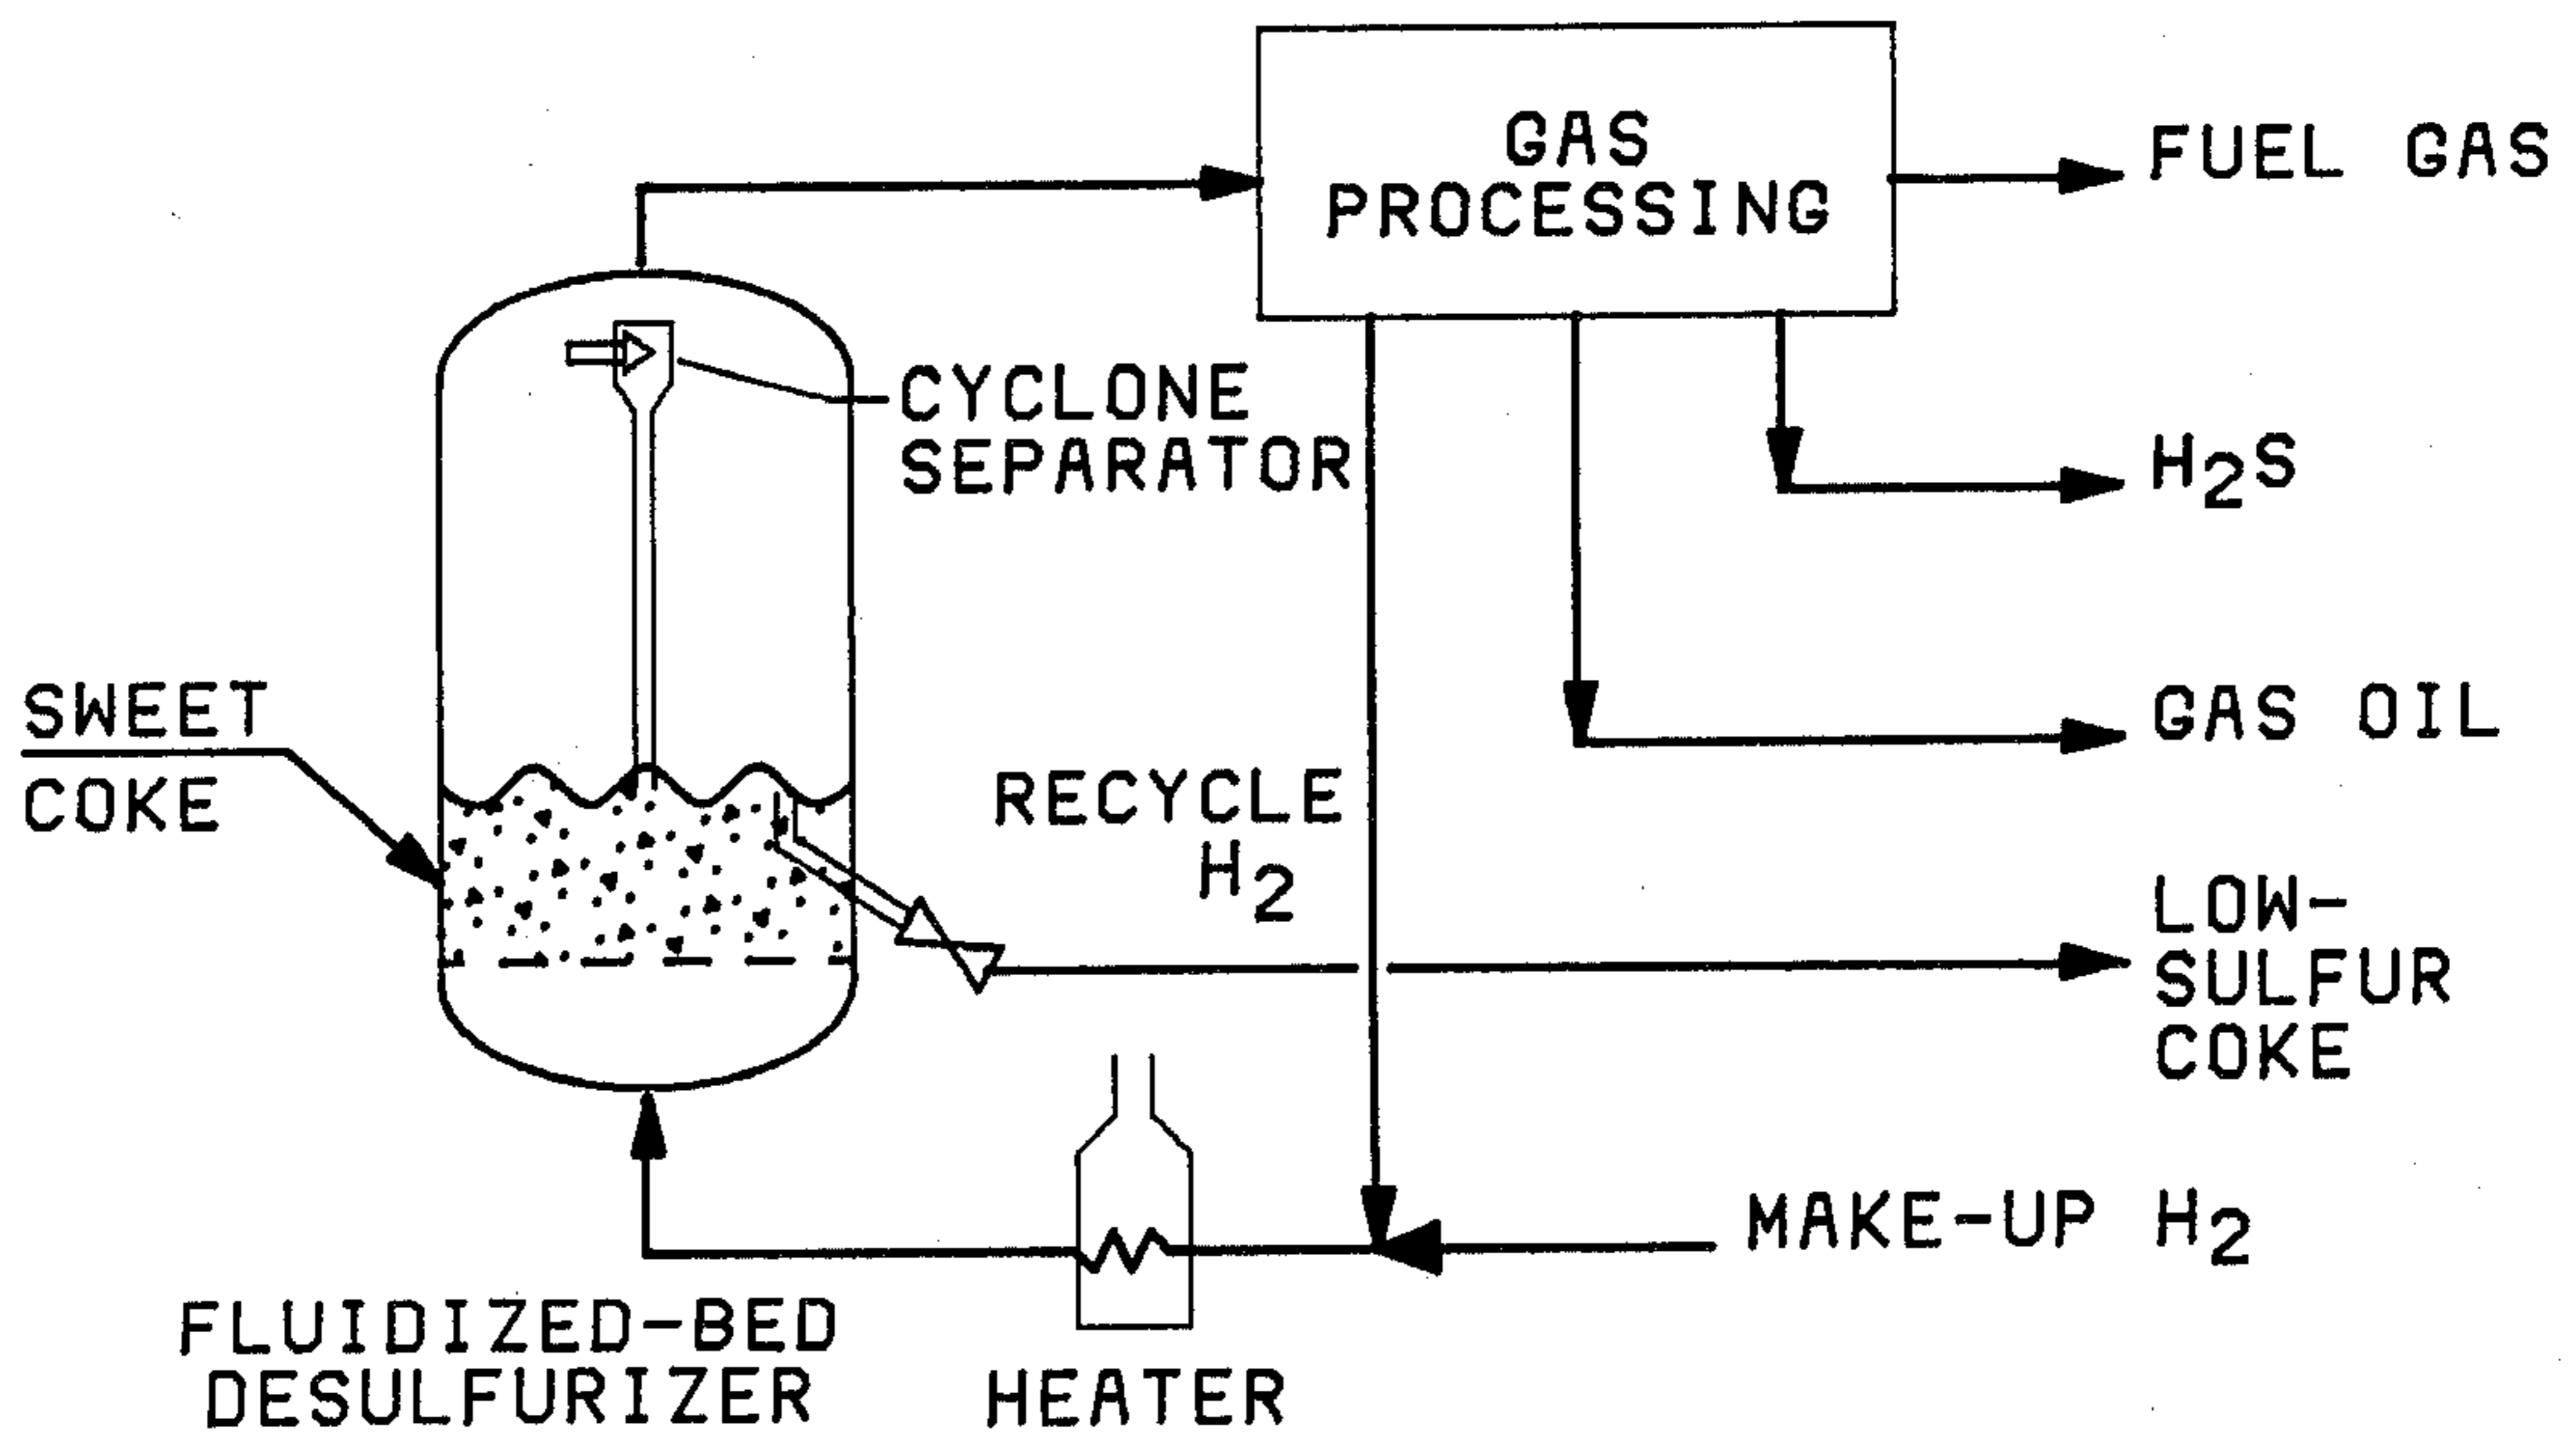 GAS
PROCESSING
FUEL GAS
CYCLONE
SEPARATOR
H2S
SWEET
COKE
GAS OIL
RECYCLE
H2
LOW-
SULFUR
COKE
MAKE-UP H2
FLUIDIZED-BED
DESULFURIZER
HEATER